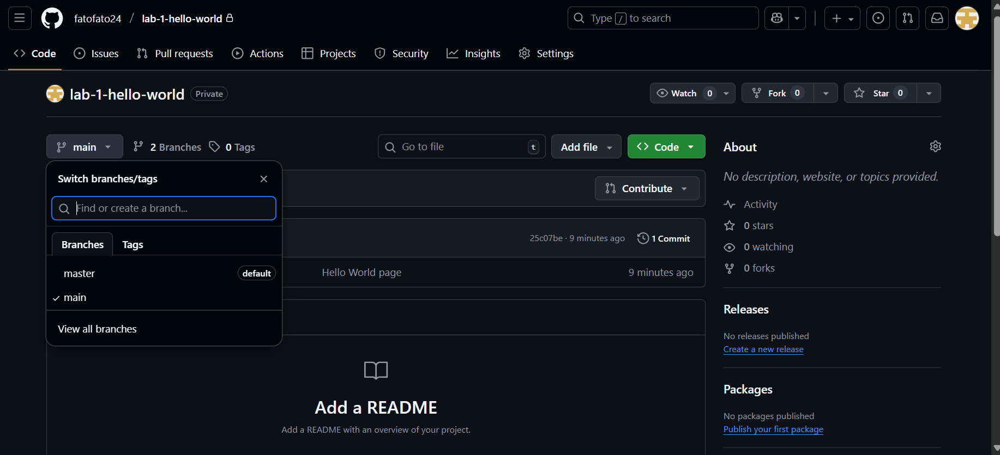 fatofato24 / lab-1-hello-world
Type / to search
Code
Issues
Pull requests
Actions
Projects
Security
Insights
Settings
lab-1-hello-world Private
Watch 0
Fork 0
Star 0
main
2 Branches
0 Tags
Go to file t
Add file
Code
Switch branches/tags
Find or create a branch...
Branches Tags
master default
main
View all branches
Contribute
25c07be · 9 minutes ago
1 Commit
Hello World page
9 minutes ago
Add a README
Add a README with an overview of your project.
About
No description, website, or topics provided.
Activity
0 stars
0 watching
0 forks
Releases
No releases published
Create a new release
Packages
No packages published
Publish your first package